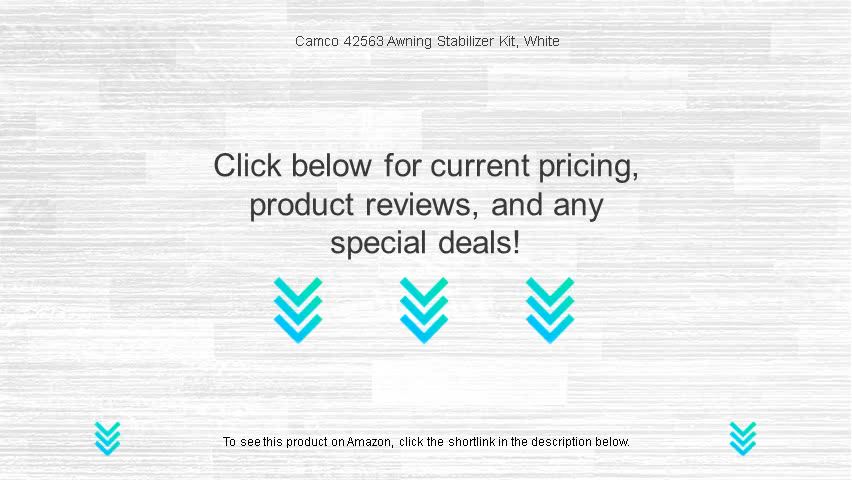 Camco 42563 Awning Stabilizer Kit, White
Click below for current pricing,
product reviews, and any
special deals!
To see this product on Amazon, click the shortlink in the description below.